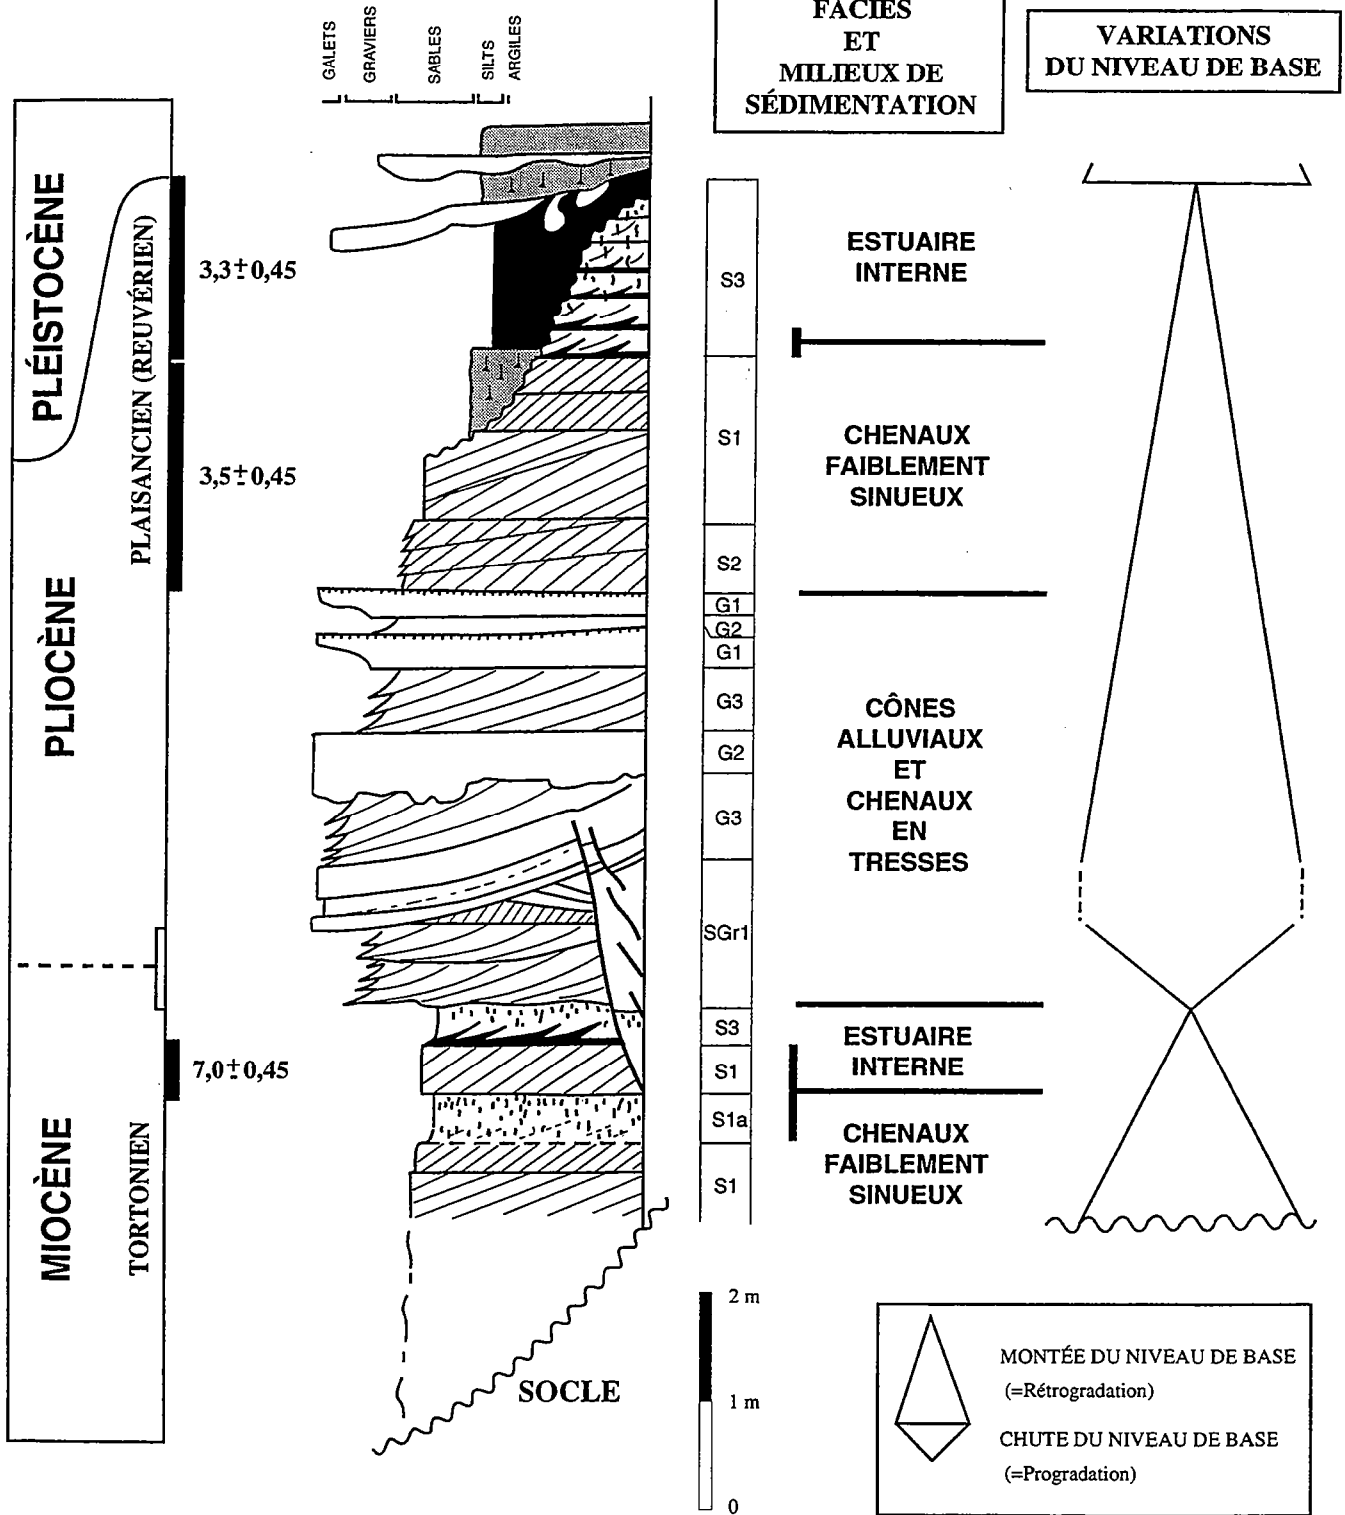 GALETS
GRAVIERS
SABLES
SILTS
ARGILES
FACIÈS
ET
MILIEUX DE
SÉDIMENTATION
VARIATIONS
DU NIVEAU DE BASE
PLÉISTOCÈNE
PLIOCÈNE
MIOCÈNE
PLAISANCIEN (REUVÉRIEN)
TORTONIEN
3,3±0,45
3,5±0,45
7,0±0,45
S3
S1
S2
G1
G2
G1
G3
G2
G3
SGr1
S3
S1
S1a
S1
ESTUAIRE
INTERNE
CHENAUX
FAIBLEMENT
SINUEUX
CÔNES
ALLUVIAUX
ET
CHENAUX
EN
TRESSES
ESTUAIRE
INTERNE
CHENAUX
FAIBLEMENT
SINUEUX
SOCLE
2 m
1 m
0
MONTÉE DU NIVEAU DE BASE
(=Rétrogradation)
CHUTE DU NIVEAU DE BASE
(=Progradation)